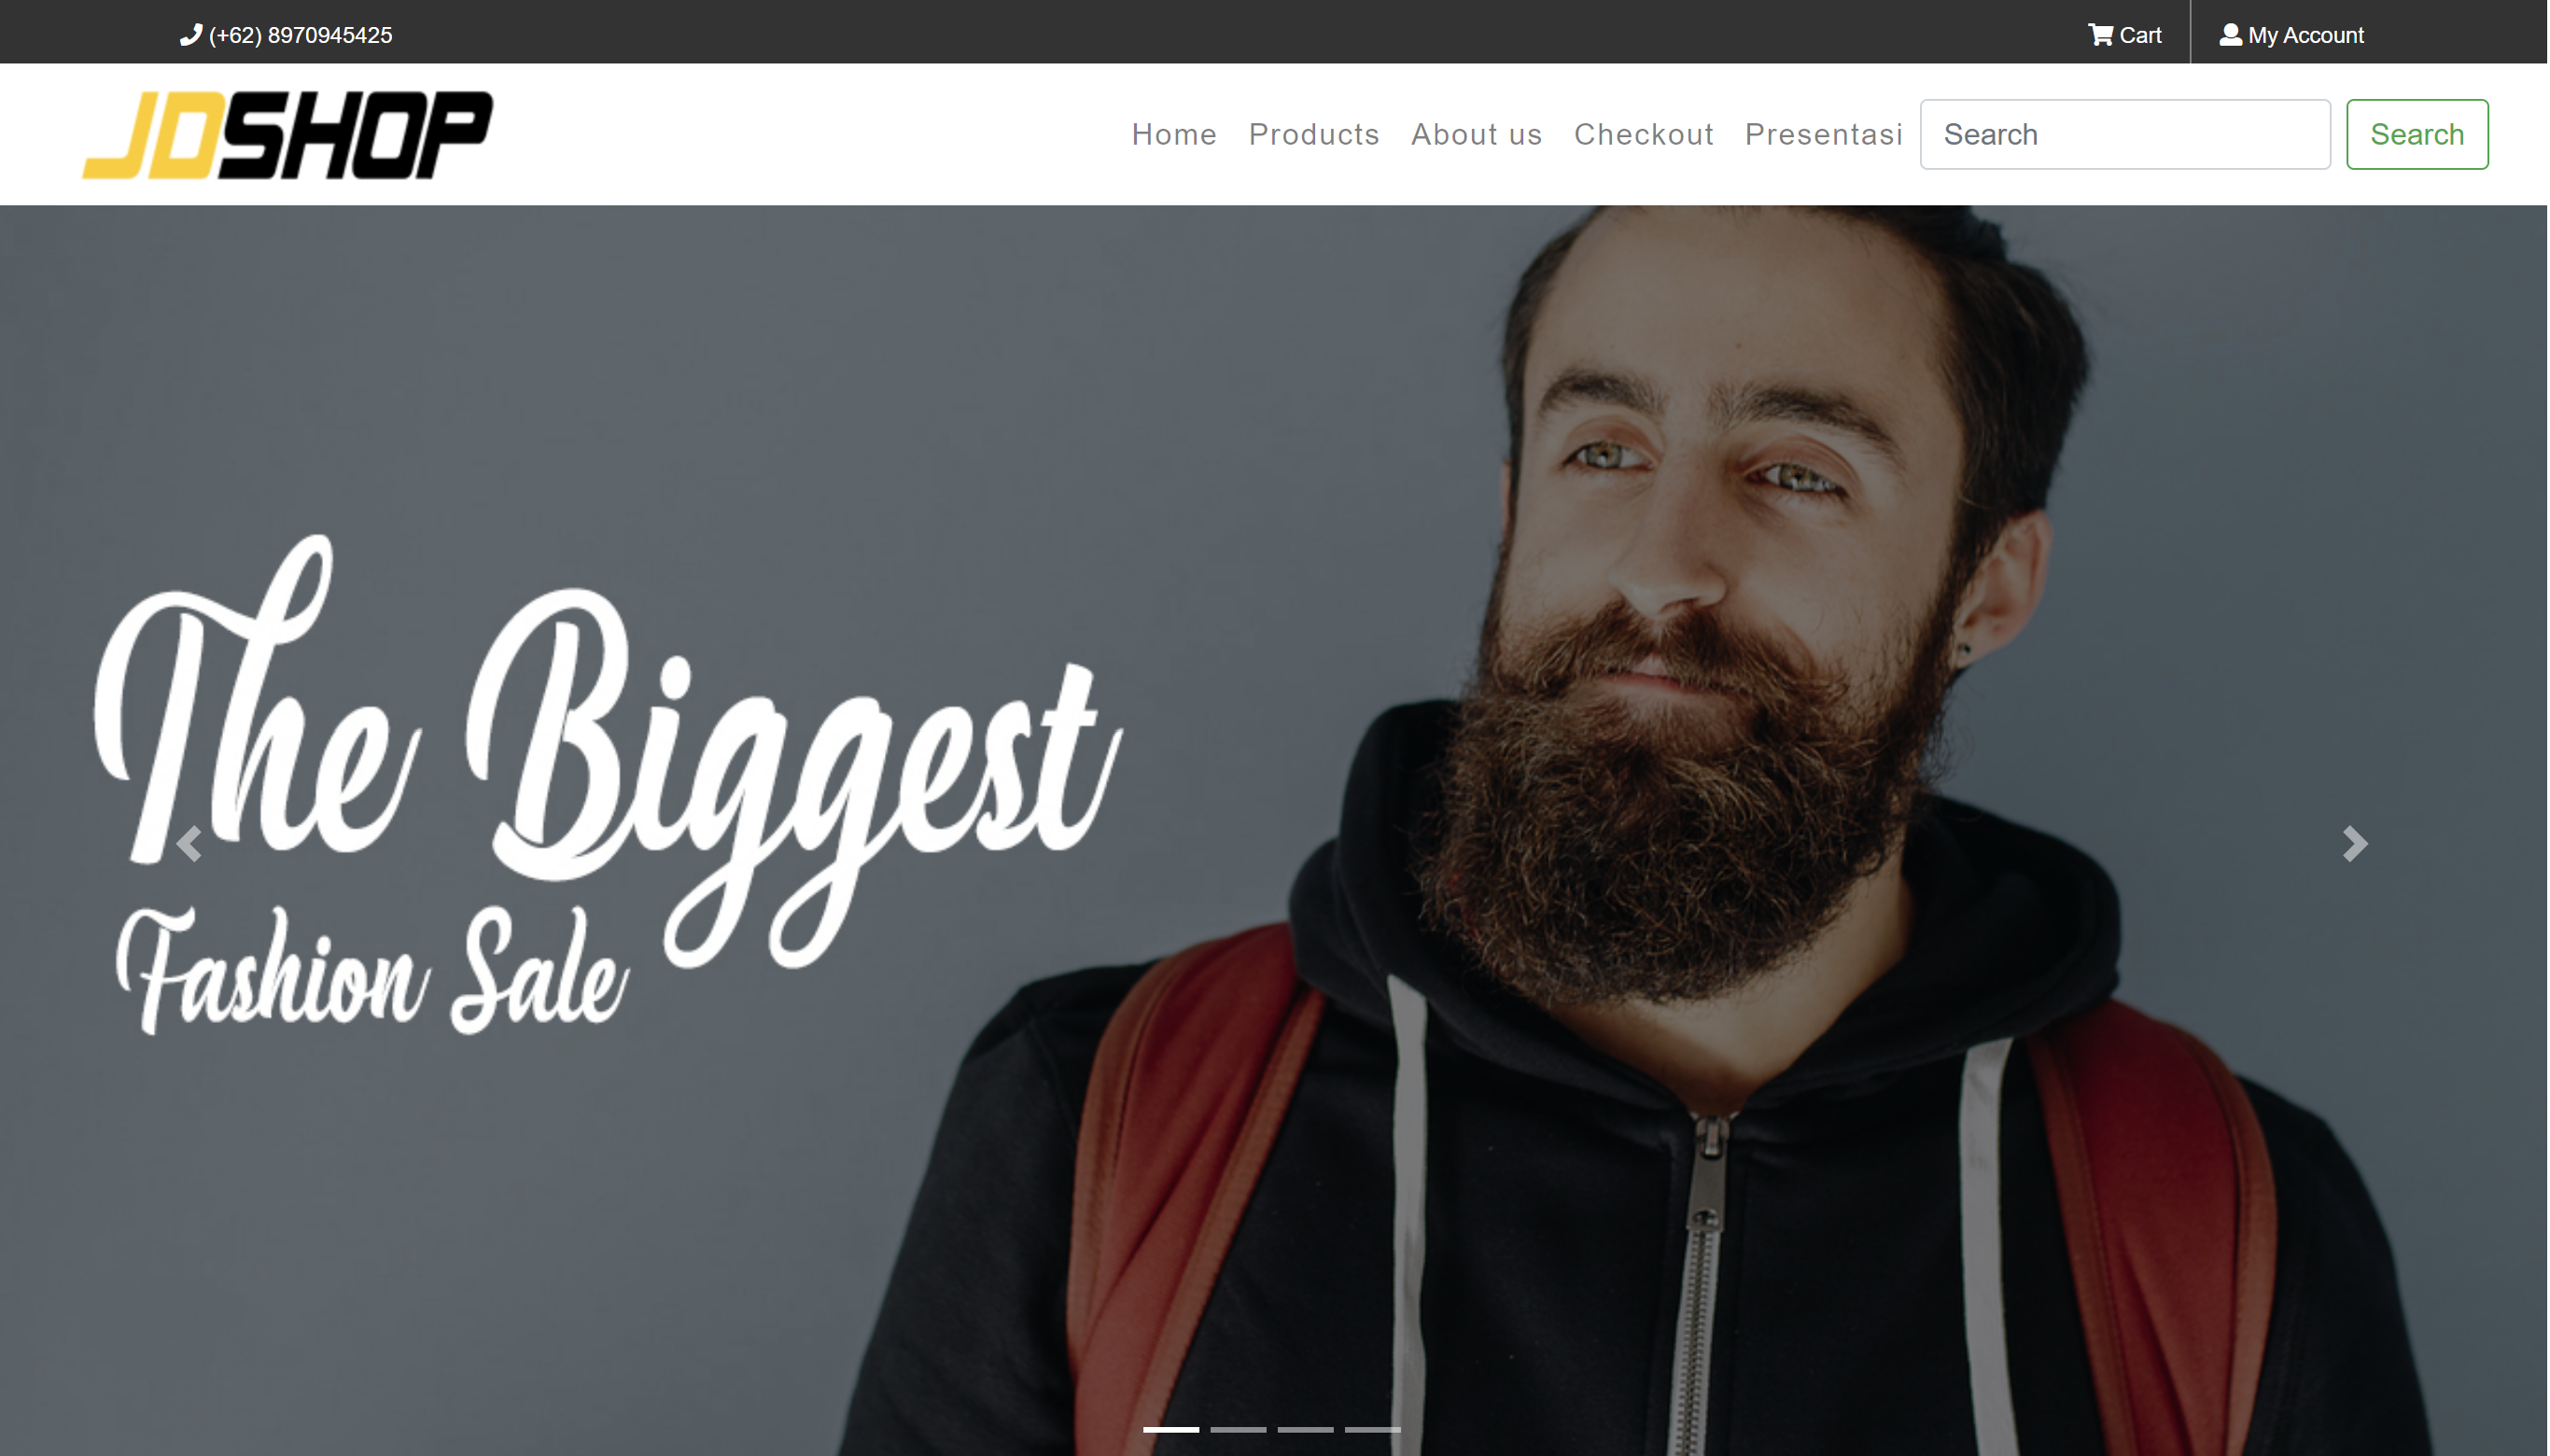 (+62) 8970945425
Cart
My Account
JDSHOP
Home
Products
About us
Checkout
Presentasi
Search
Search
The Biggest
Fashion Sale